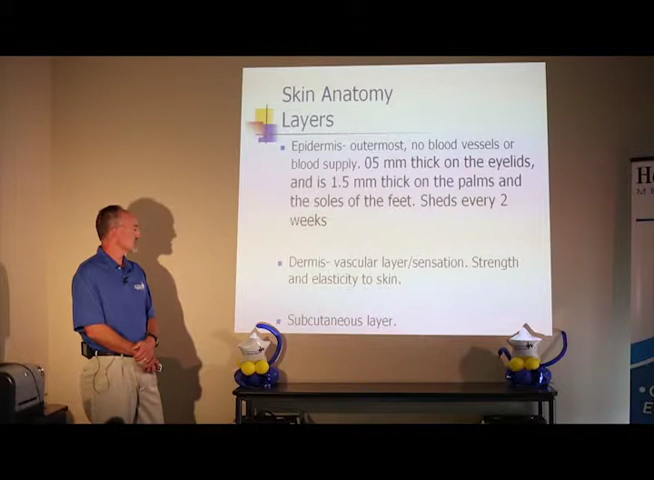 Skin Anatomy
Layers
Epidermis- outermost, no blood vessels or
blood supply. 05 mm thick on the eyelids,
and is 1.5 mm thick on the palms and
the soles of the feet. Sheds every 2
weeks
Dermis- vascular layer/sensation. Strength
and elasticity to skin.
Subcutaneous layer.